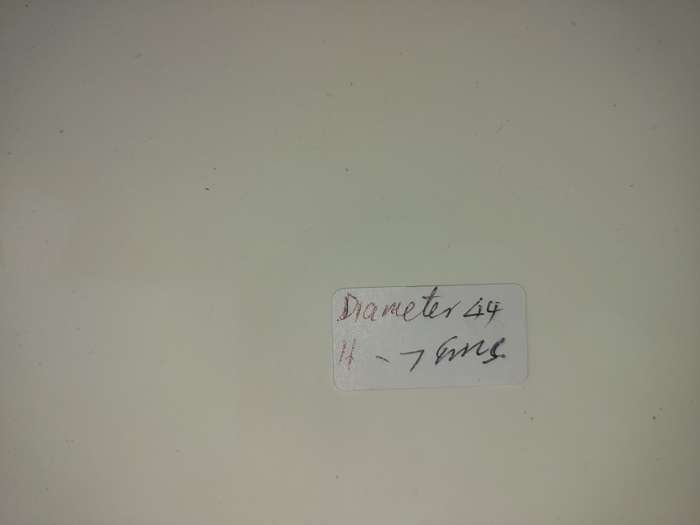 Diameter 44
H - 7 cms.